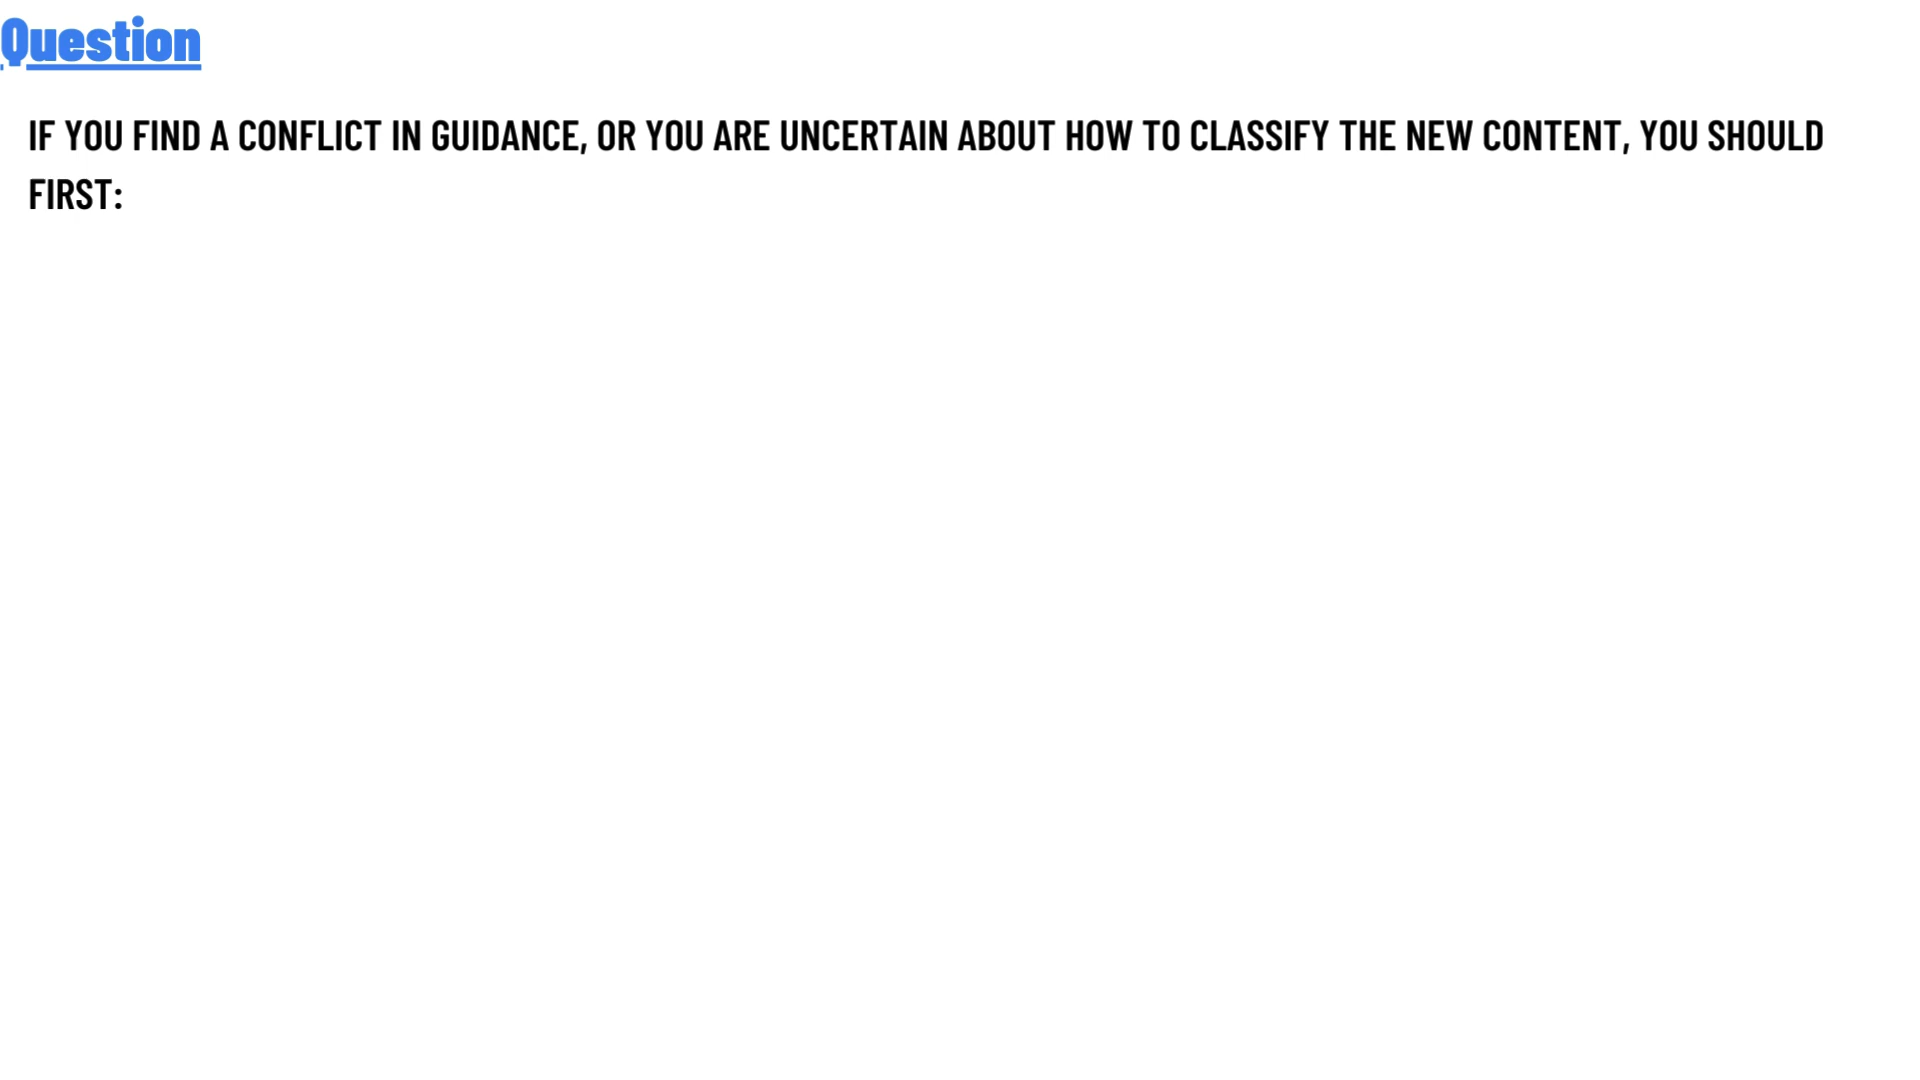 Question
IF YOU FIND A CONFLICT IN GUIDANCE, OR YOU ARE UNCERTAIN ABOUT HOW TO CLASSIFY THE NEW CONTENT, YOU SHOULD
FIRST: